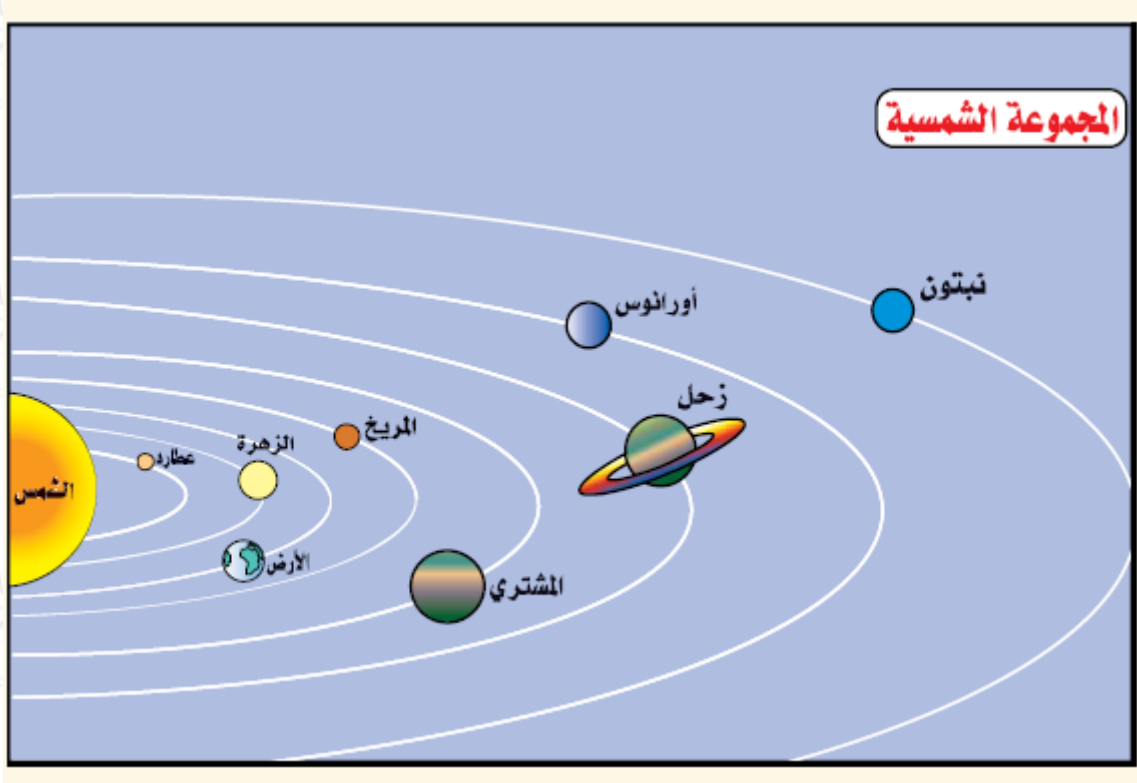 المجموعة الشمسية
نبتون
أورانوس
زحل
المريخ
الزهرة
عطارد
الشمس
الأرض
المشتري